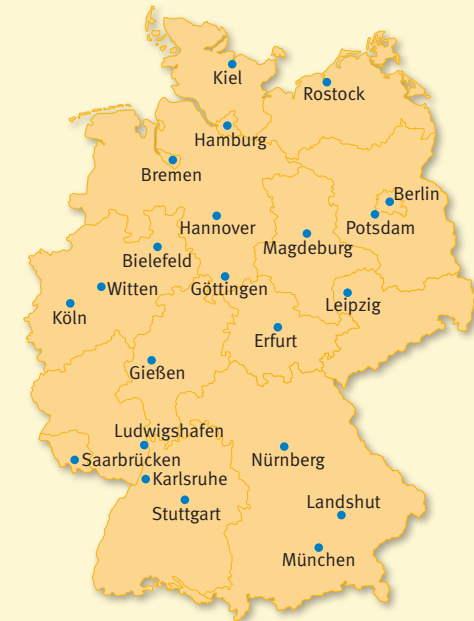 Kiel
Rostock
Hamburg
Bremen
Berlin
Hannover
Potsdam
Magdeburg
Bielefeld
Witten
Göttingen
Leipzig
Köln
Erfurt
Gießen
Ludwigshafen
Saarbrücken
Nürnberg
Karlsruhe
Landshut
Stuttgart
München